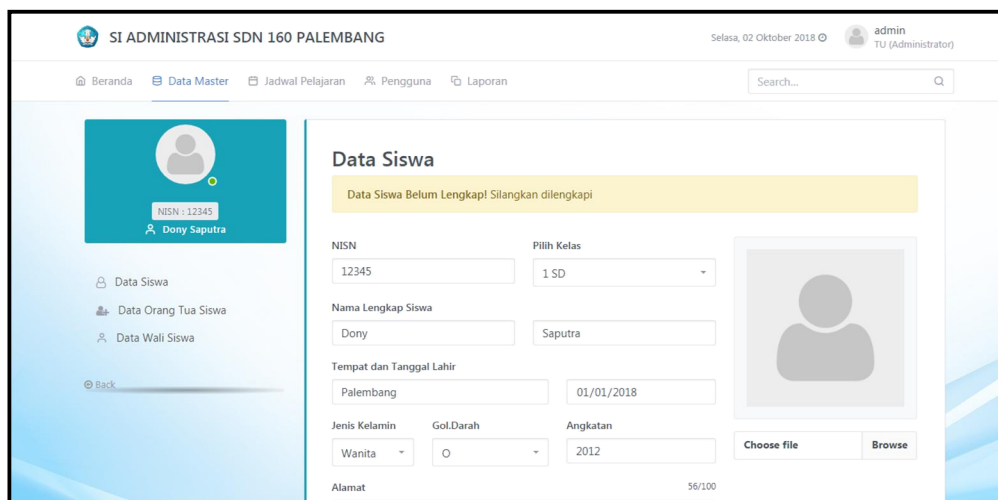 SI ADMINISTRASI SDN 160 PALEMBANG
Selasa, 02 Oktober 2018
admin
TU (Administrator)
Beranda Data Master Jadwal Pelajaran Pengguna Laporan
Search...
NISN : 12345
Dony Saputra
Data Siswa
Data Orang Tua Siswa
Data Wali Siswa
Back
Data Siswa
Data Siswa Belum Lengkap! Silangkan dilengkapi
NISN Pilih Kelas
12345 1 SD
Nama Lengkap Siswa
Dony Saputra
Tempat dan Tanggal Lahir
Palembang 01/01/2018
Jenis Kelamin Gol.Darah Angkatan
Wanita O 2012
Alamat 56/100
Choose file Browse